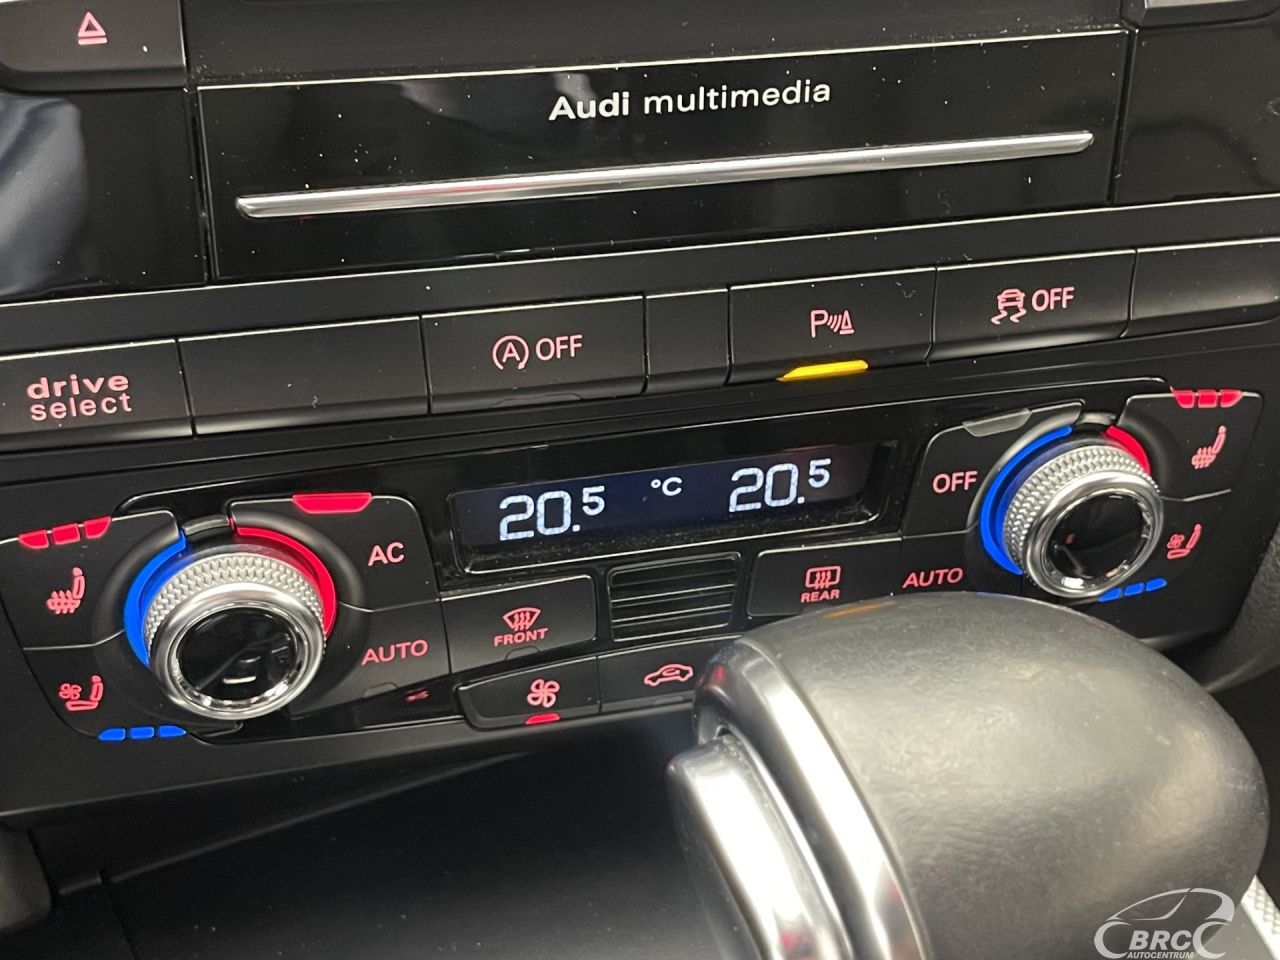 Audi multimedia
drive
select
A OFF
P
OFF
20.5 °C 20.5
OFF
AC
AUTO
FRONT
REAR
AUTO
BRC
AUTOCENTRUM